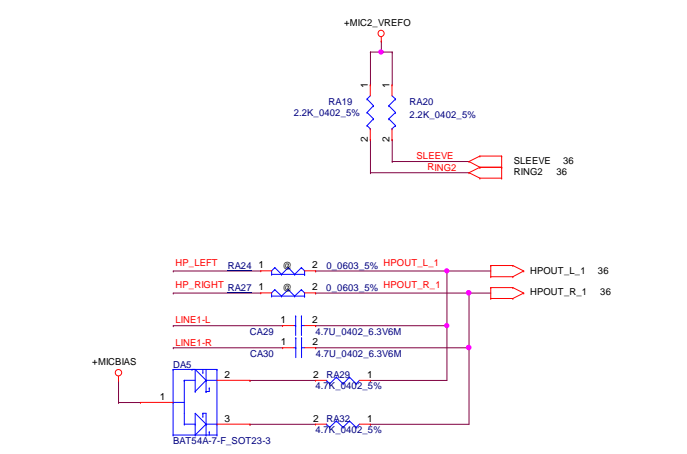 +MIC2_VREFO
1 1
RA19 RA20
2.2K_0402_5% 2.2K_0402_5%
2 2
SLEEVE SLEEVE 36
RING2 RING2 36
HP_LEFT RA24 1 @ 2 0_0603_5% HPOUT_L_1 HPOUT_L_1 36
HP_RIGHT RA27 1 @ 2 0_0603_5% HPOUT_R_1 HPOUT_R_1 36
LINE1-L 1 2
CA29 4.7U_0402_6.3V6M
LINE1-R 1 2
CA30 4.7U_0402_6.3V6M
+MICBIAS
DA5
1 2 2 RA29 1
4.7K_0402_5%
3 2 RA32 1
4.7K_0402_5%
BAT54A-7-F_SOT23-3